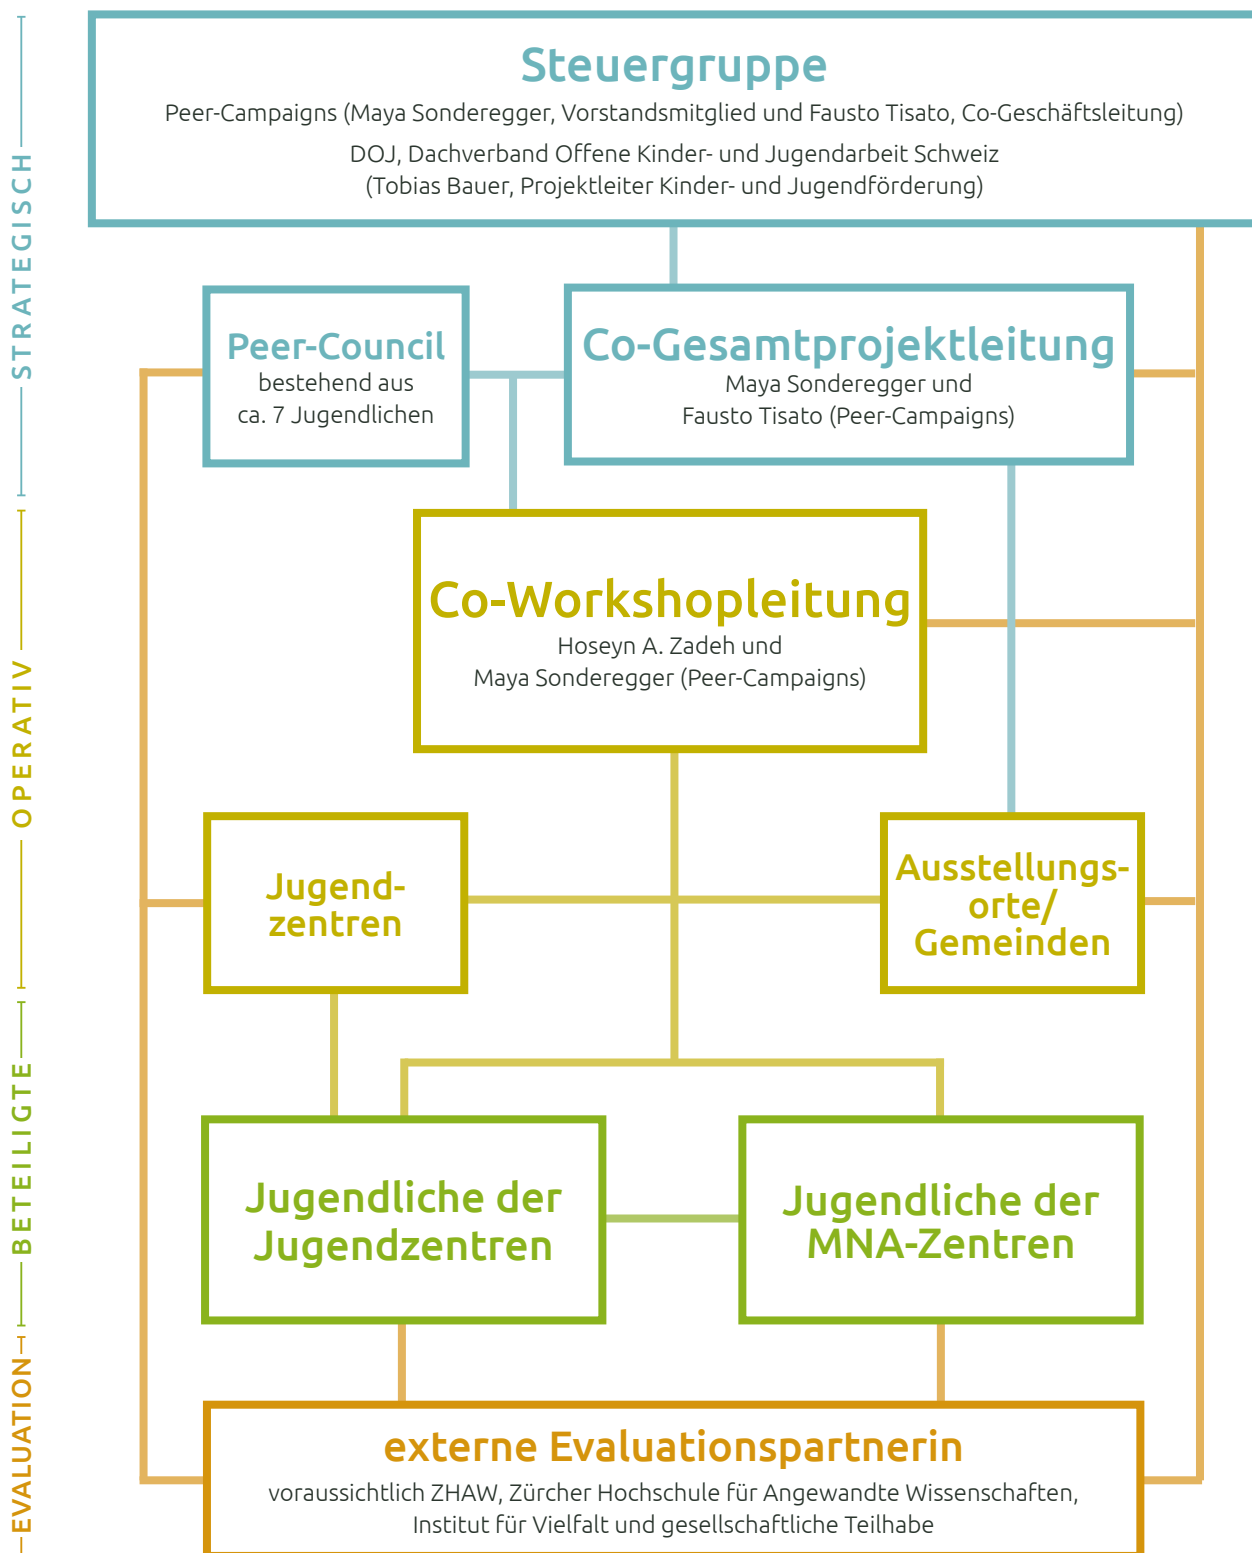 STRATEGISCH
OPERATIV
BETEILIGTE
EVALUATION
Steuergruppe
Peer-Campaigns (Maya Sonderegger, Vorstandsmitglied und Fausto Tisato, Co-Geschäftsleitung)
DOJ, Dachverband Offene Kinder- und Jugendarbeit Schweiz
(Tobias Bauer, Projektleiter Kinder- und Jugendförderung)
Peer-Council
bestehend aus
ca. 7 Jugendlichen
Co-Gesamtprojektleitung
Maya Sonderegger und
Fausto Tisato (Peer-Campaigns)
Co-Workshopleitung
Hoseyn A. Zadeh und
Maya Sonderegger (Peer-Campaigns)
Jugend-
zentren
Ausstellungs-
orte/
Gemeinden
Jugendliche der
Jugendzentren
Jugendliche der
MNA-Zentren
externe Evaluationspartnerin
voraussichtlich ZHAW, Zürcher Hochschule für Angewandte Wissenschaften,
Institut für Vielfalt und gesellschaftliche Teilhabe